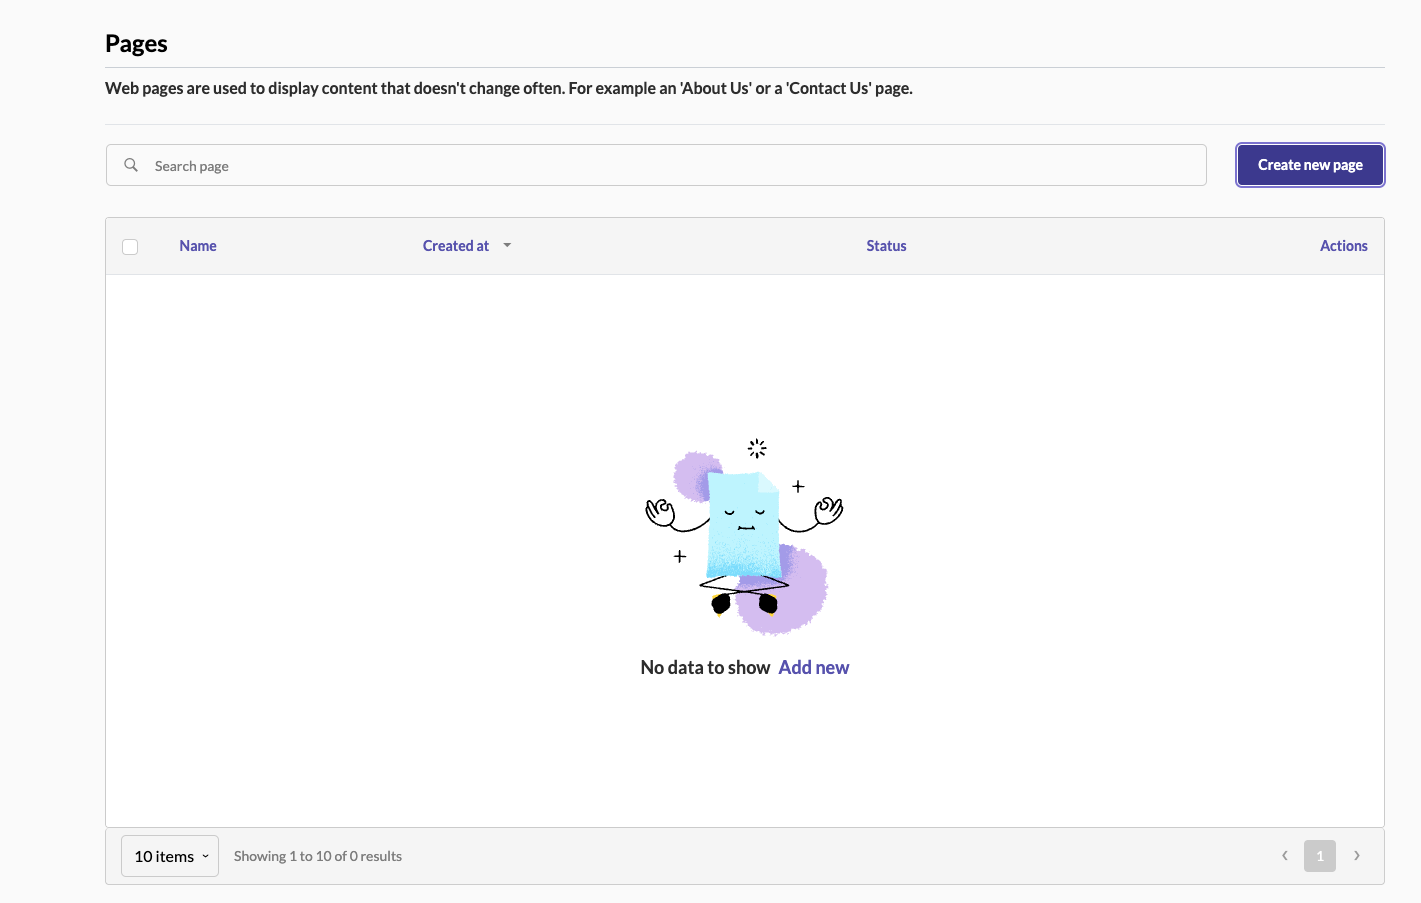 Pages
Web pages are used to display content that doesn't change often. For example an 'About Us' or a 'Contact Us' page.
Search page
Create new page
Name Created at Status Actions
No data to show Add new
10 items Showing 1 to 10 of 0 results 1